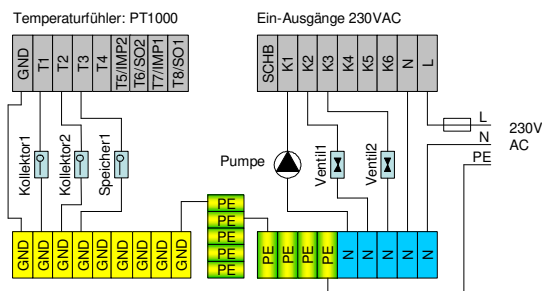 Temperaturfühler: PT1000
Ein-Ausgänge 230VAC
GND T1 T2 T3 T4 T5/IMP2 T6/SO2 T7/IMP1 T8/SO1
SCHB K1 K2 K3 K4 K5 K6 N L
L
N
PE
230V
AC
Kollektor1
Kollektor2
Speicher1
Pumpe
Ventil1
Ventil2
PE
PE
PE
PE
PE
GND GND GND GND GND GND GND GND GND
PE PE PE PE N N N N N